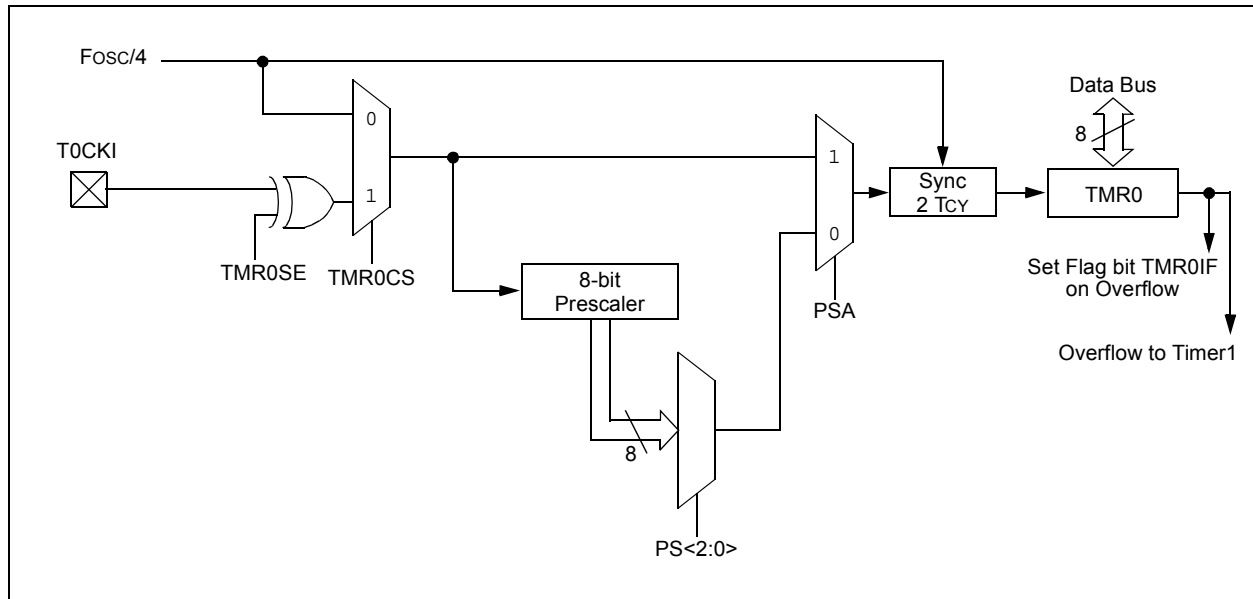 FOSC/4
Data Bus
0
8
T0CKI
1
1
Sync
2 TCY
TMR0
0
TMR0SE
TMR0CS
8-bit
Prescaler
PSA
Set Flag bit TMR0IF
on Overflow
Overflow to Timer1
8
PS<2:0>